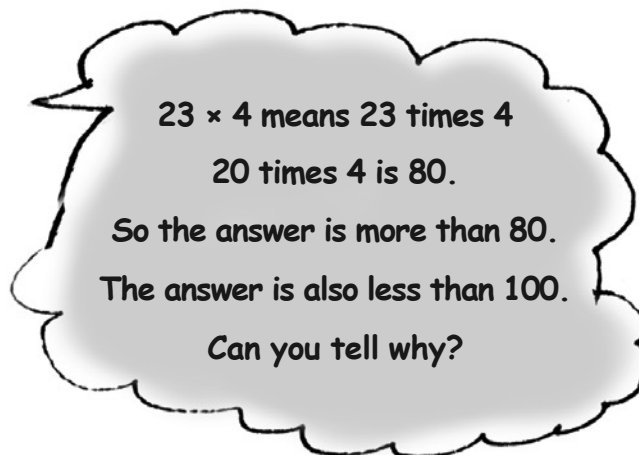 23 × 4 means 23 times 4
20 times 4 is 80.
So the answer is more than 80.
The answer is also less than 100.
Can you tell why?